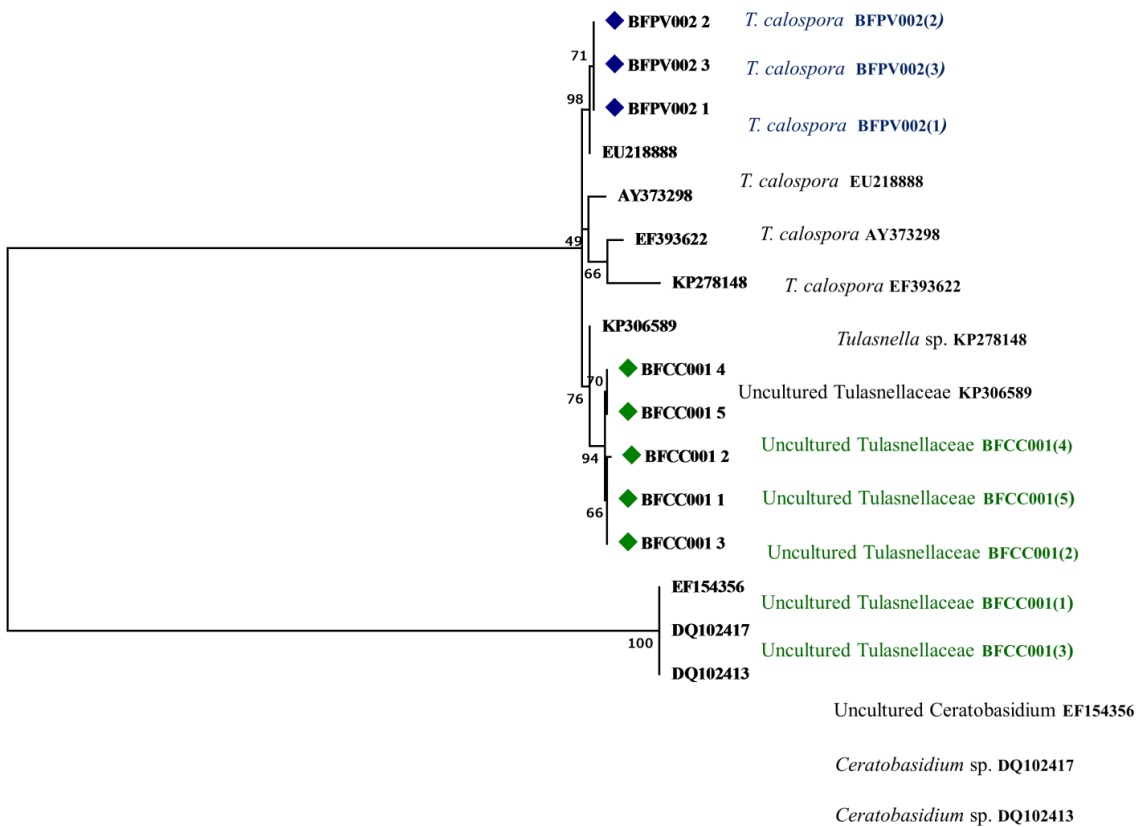 BFPV002 2 T. calospora BFPV002(2)
71
BFPV002 3 T. calospora BFPV002(3)
98
BFPV002 1 T. calospora BFPV002(1)
EU218888
T. calospora EU218888
AY373298
49 EF393622 T. calospora AY373298
66 KP278148 T. calospora EF393622
KP306589 Tulasnella sp. KP278148
70 BFCC001 4
76 Uncultured Tulasnellaceae KP306589
BFCC001 5
94 BFCC001 2 Uncultured Tulasnellaceae BFCC001(4)
BFCC001 1 Uncultured Tulasnellaceae BFCC001(5)
66
BFCC001 3 Uncultured Tulasnellaceae BFCC001(2)
EF154356 Uncultured Tulasnellaceae BFCC001(1)
DQ102417
100 Uncultured Tulasnellaceae BFCC001(3)
DQ102413
Uncultured Ceratobasidium EF154356
Ceratobasidium sp. DQ102417
Ceratobasidium sp. DQ102413